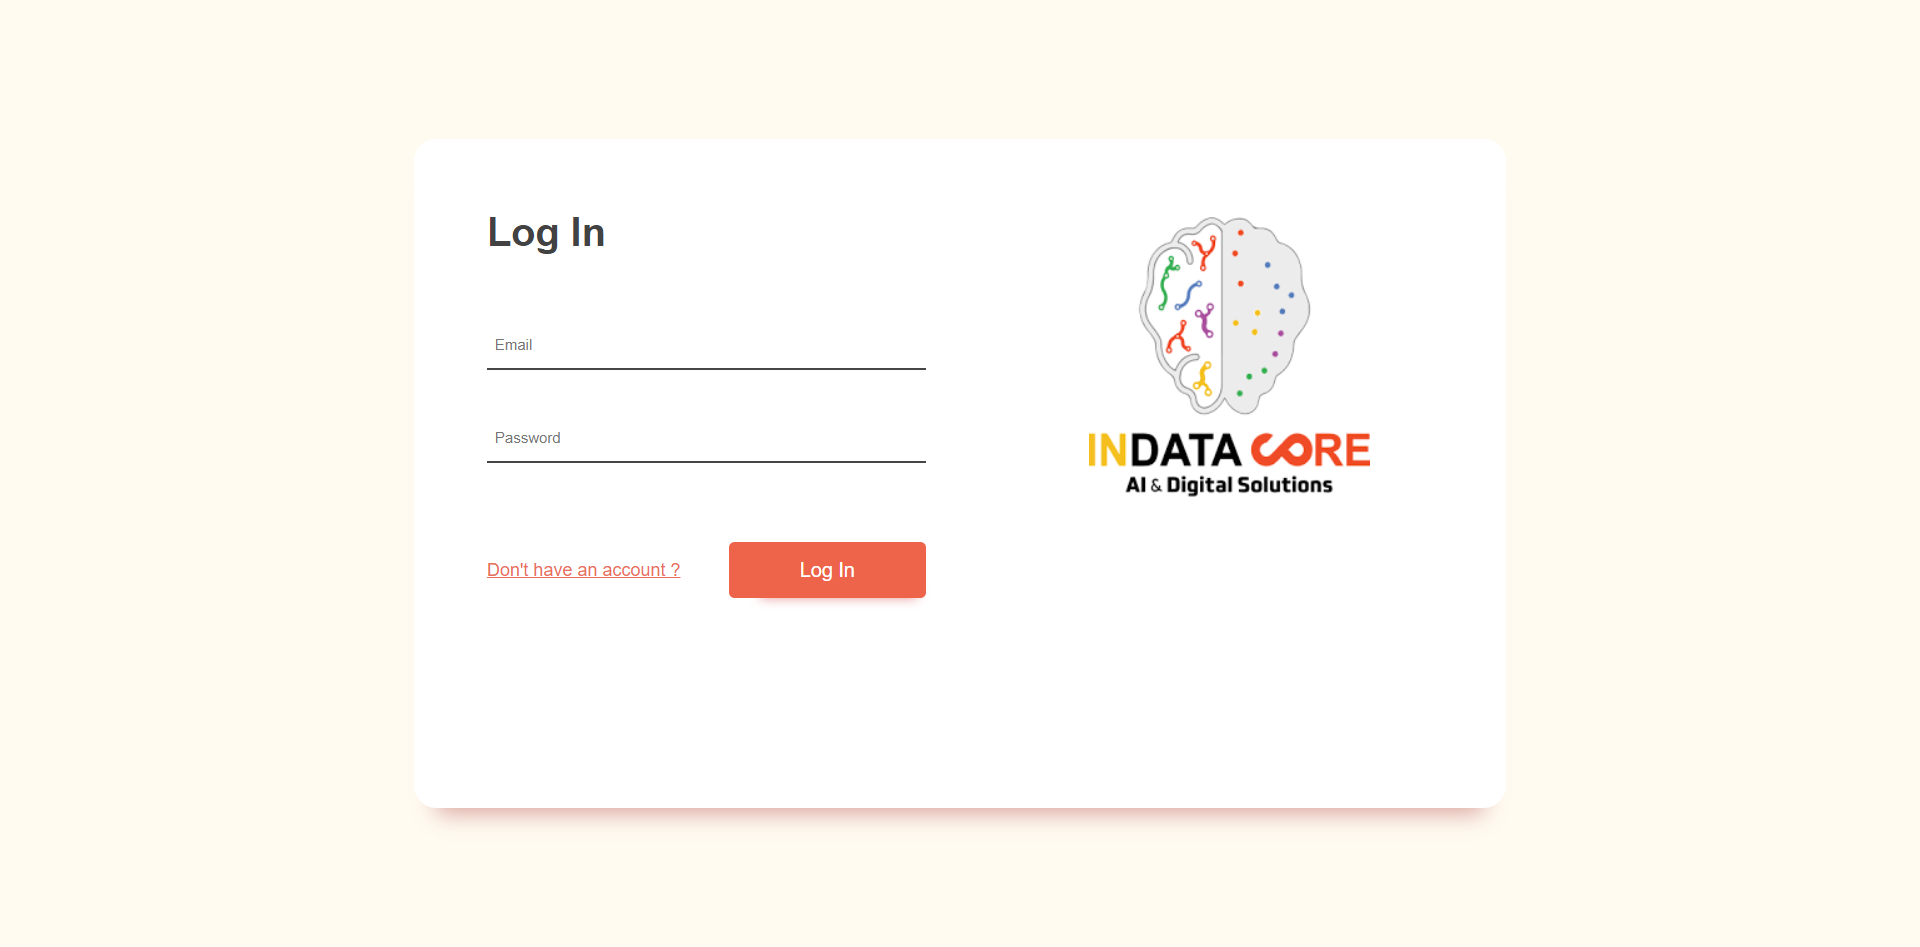 Log In
Email
Password
Don't have an account ?
Log In
INDATA CORE
AI & Digital Solutions